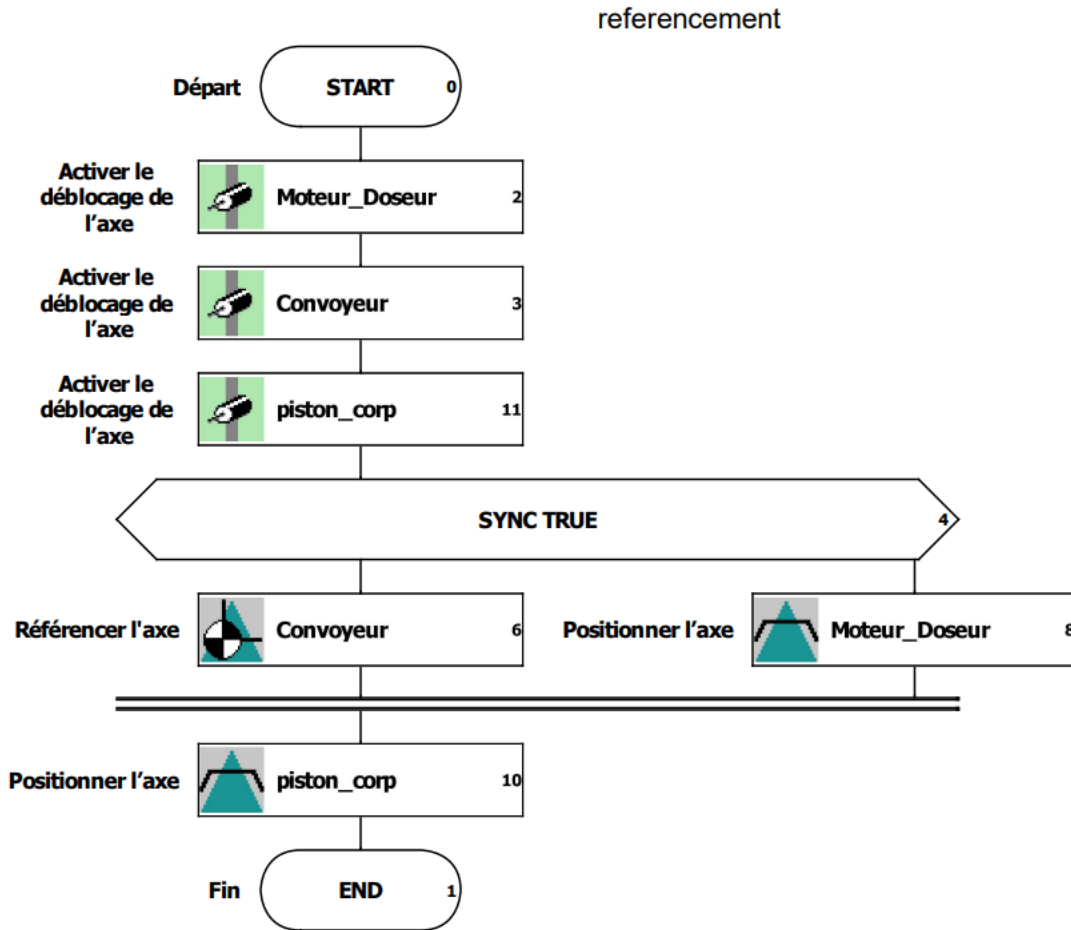 referencement
Départ
START
0
Activer le
déblocage de
l’axe
Moteur_Doseur
2
Activer le
déblocage de
l’axe
Convoyeur
3
Activer le
déblocage de
l’axe
piston_corp
11
SYNC TRUE
4
Référencer l'axe
Convoyeur
6
Positionner l’axe
Moteur_Doseur
8
Positionner l’axe
piston_corp
10
Fin
END
1